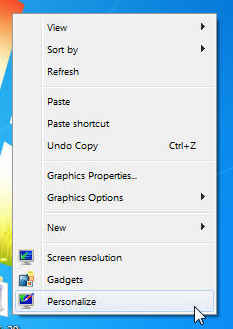 View
Sort by
Refresh
Paste
Paste shortcut
Undo Copy Ctrl+Z
Graphics Properties...
Graphics Options
New
Screen resolution
Gadgets
Personalize